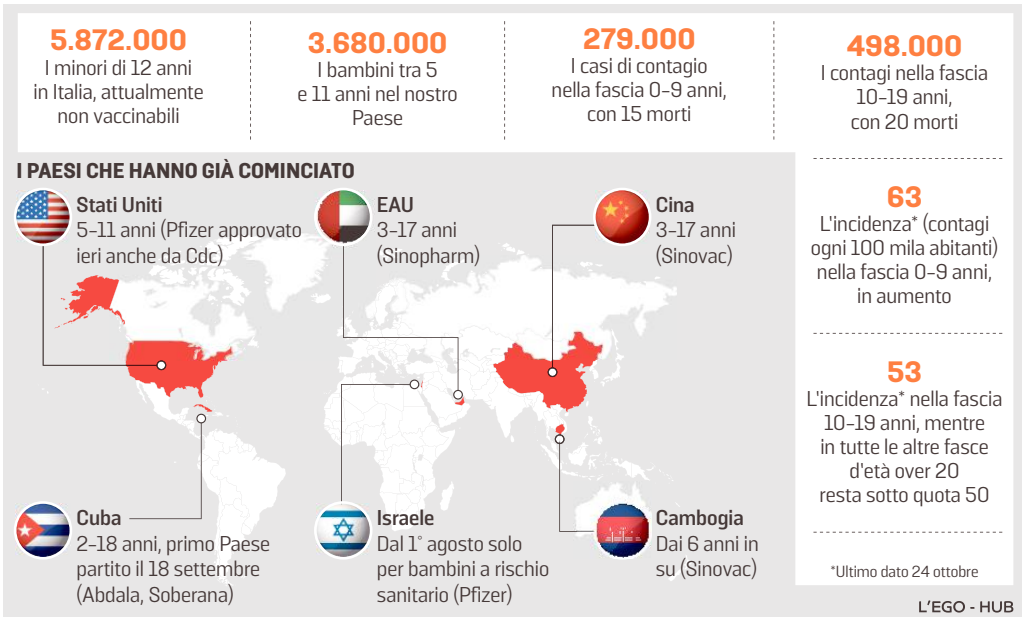 5.872.000
I minori di 12 anni
in Italia, attualmente
non vaccinabili
3.680.000
I bambini tra 5
e 11 anni nel nostro
Paese
279.000
I casi di contagio
nella fascia 0-9 anni,
con 15 morti
498.000
I contagi nella fascia
10-19 anni,
con 20 morti
63
L'incidenza* (contagi
ogni 100 mila abitanti)
nella fascia 0-9 anni,
in aumento
53
L'incidenza* nella fascia
10-19 anni, mentre
in tutte le altre fasce
d'età over 20
resta sotto quota 50
*Ultimo dato 24 ottobre
I PAESI CHE HANNO GIÀ COMINCIATO
Stati Uniti
5-11 anni (Pfizer approvato
ieri anche da Cdc)
EAU
3-17 anni
(Sinopharm)
Cina
3-17 anni
(Sinovac)
Cuba
2-18 anni, primo Paese
partito il 18 settembre
(Abdala, Soberana)
Israele
Dal 1° agosto solo
per bambini a rischio
sanitario (Pfizer)
Cambogia
Dai 6 anni in
su (Sinovac)
L'EGO - HUB